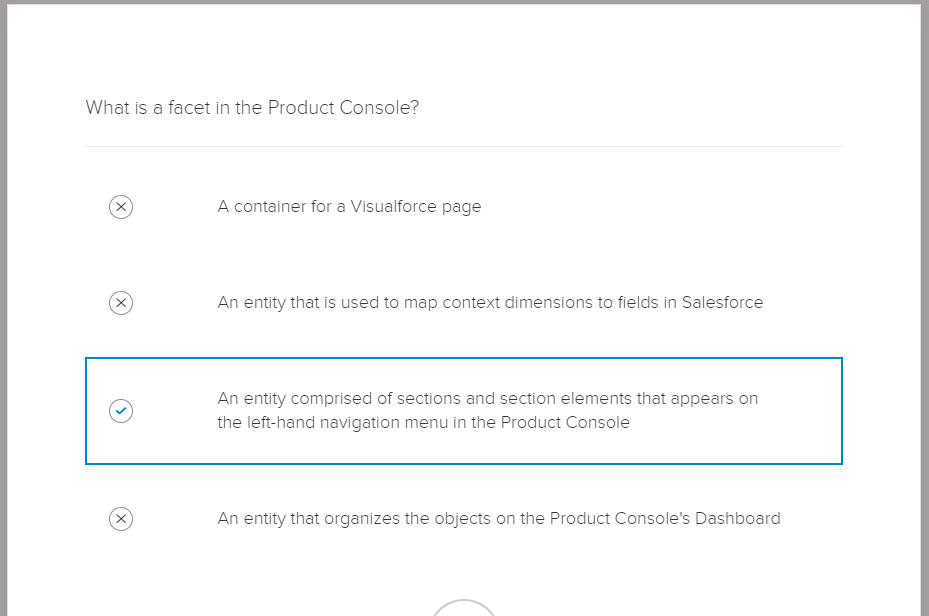 What is a facet in the Product Console?
A container for a Visualforce page
An entity that is used to map context dimensions to fields in Salesforce
An entity comprised of sections and section elements that appears on
the left-hand navigation menu in the Product Console
An entity that organizes the objects on the Product Console's Dashboard